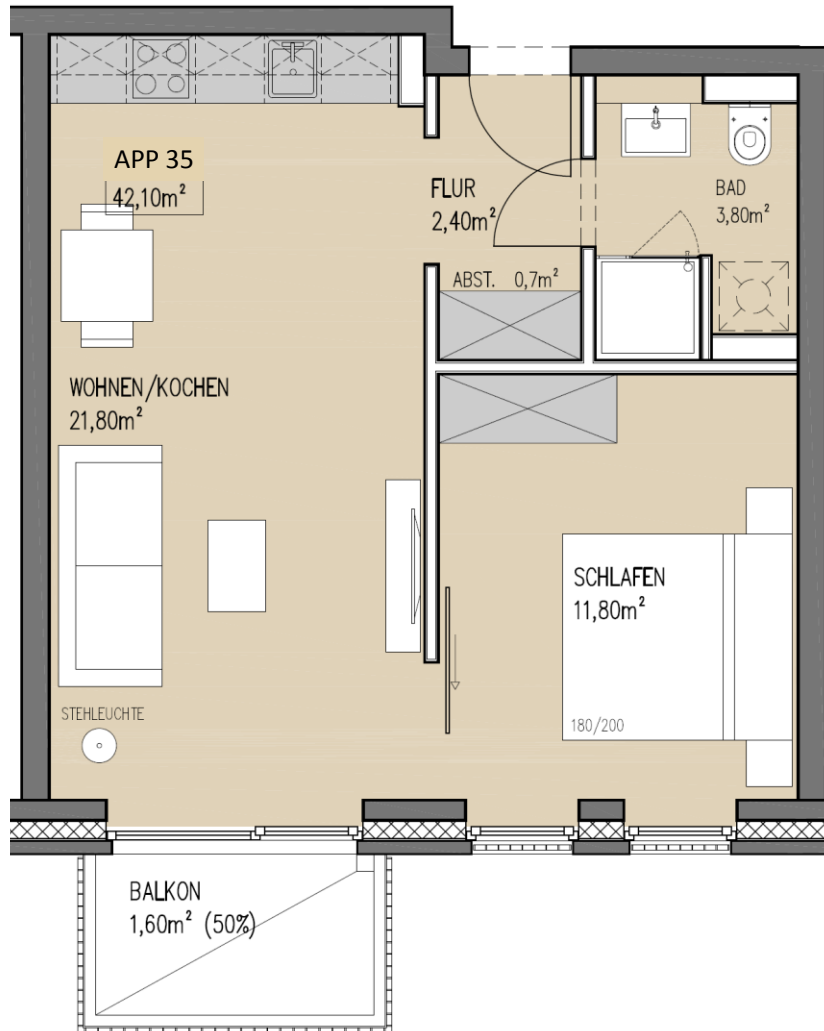 APP 35
42,10m²
FLUR
2,40m²
BAD
3,80m²
ABST. 0,7m²
WOHNEN/KOCHEN
21,80m²
SCHLAFEN
11,80m²
180/200
STEHLEUCHTE
BALKON
1,60m² (50%)